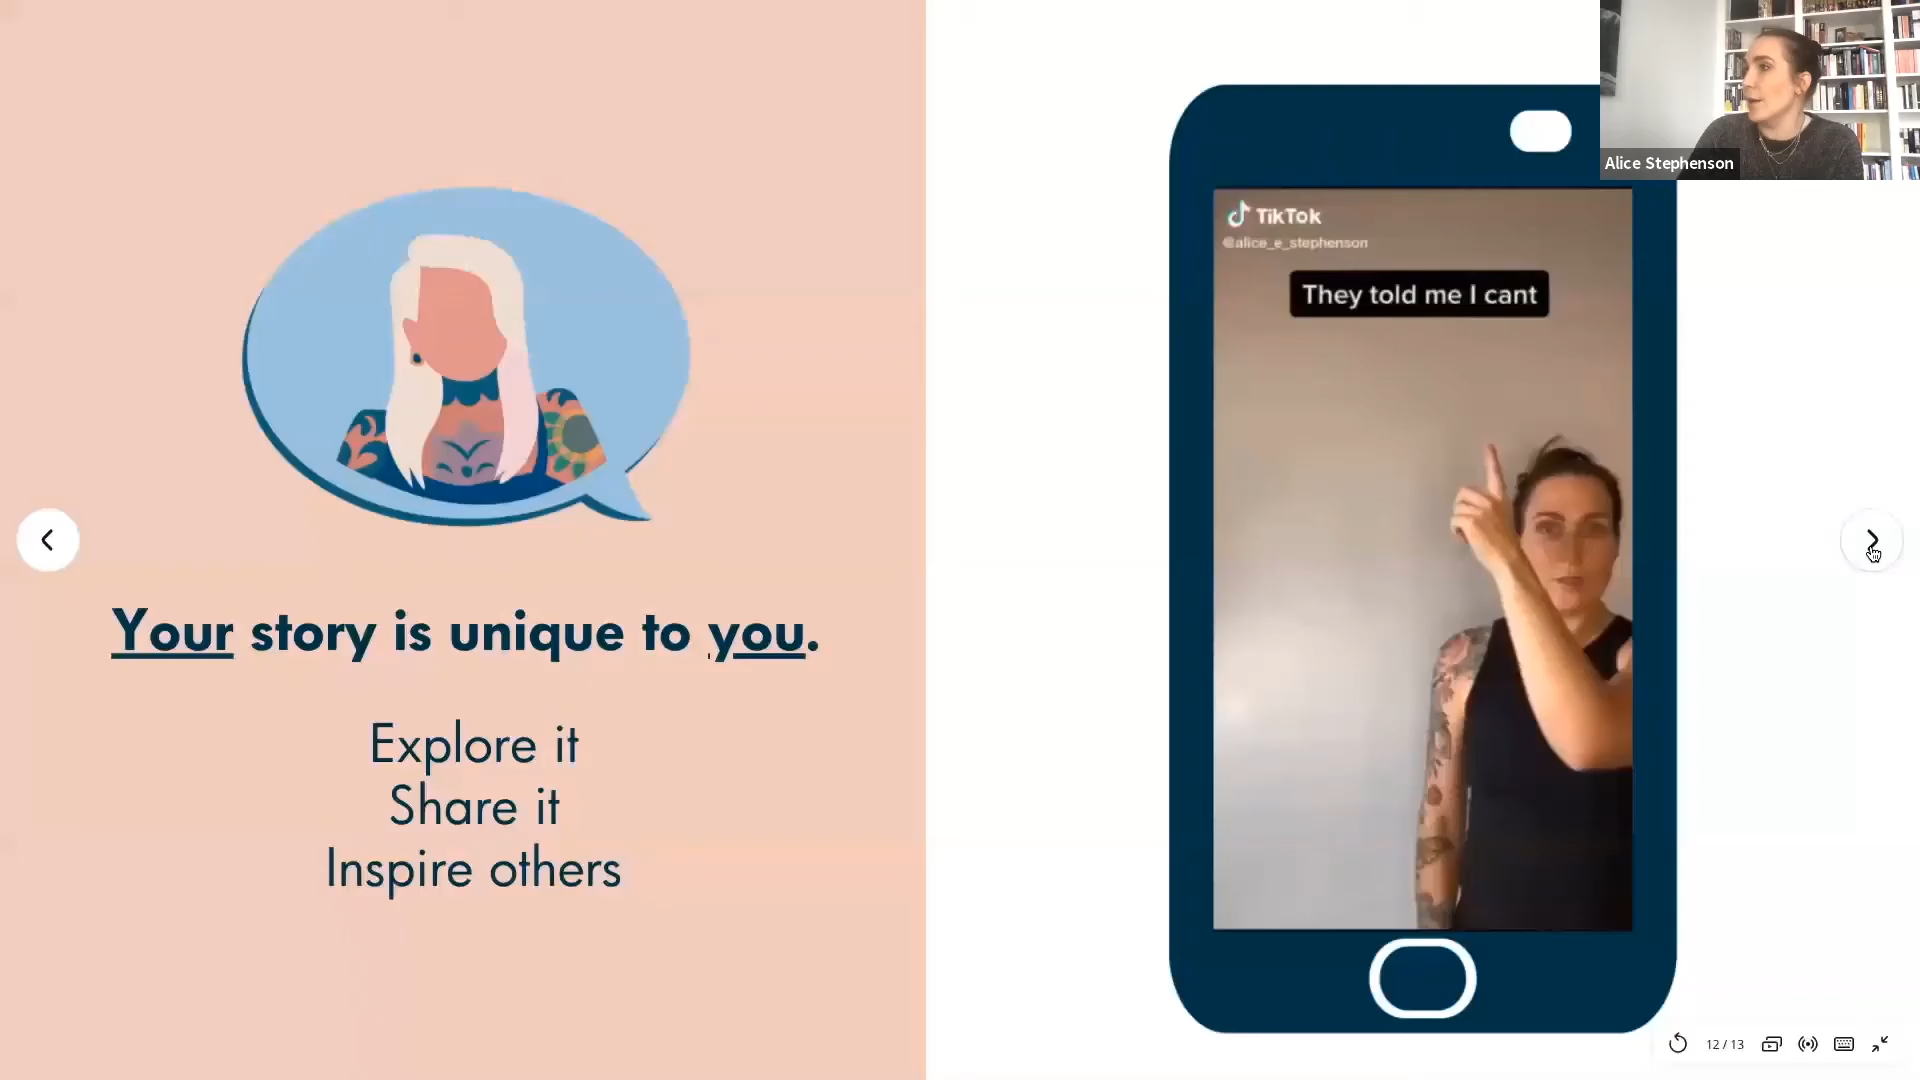 Your story is unique to you.
Explore it
Share it
Inspire others
TikTok
@alice_e_stephenson
They told me I cant
Alice Stephenson
12 / 13